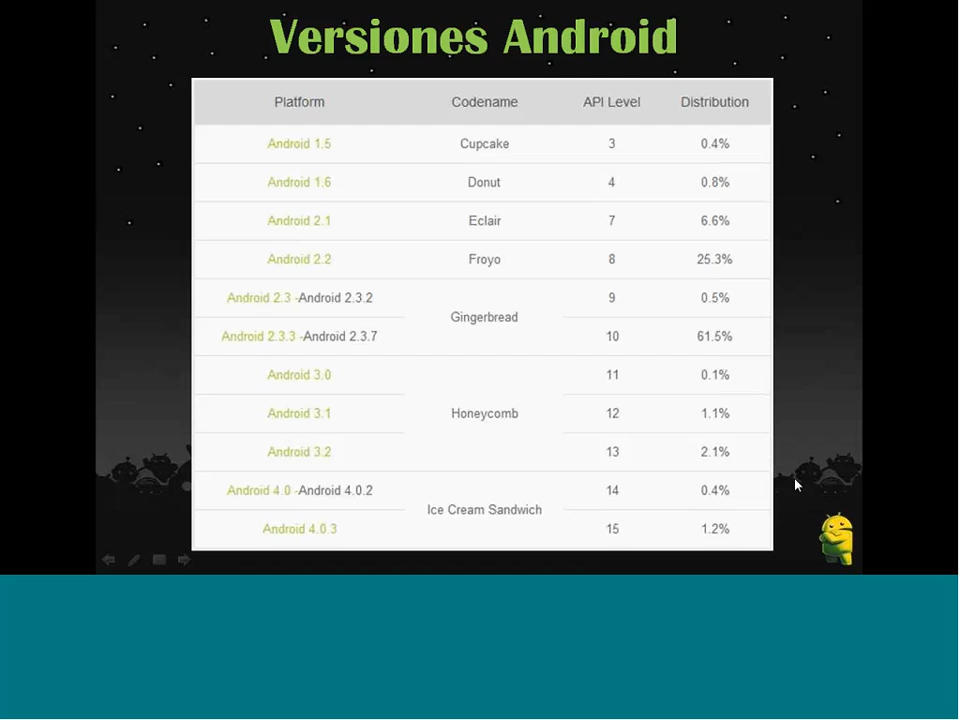 Versiones Android
Platform Codename API Level Distribution
Android 1.5 Cupcake 3 0.4%
Android 1.6 Donut 4 0.8%
Android 2.1 Eclair 7 6.6%
Android 2.2 Froyo 8 25.3%
Android 2.3 -Android 2.3.2 9 0.5%
Gingerbread
Android 2.3.3 -Android 2.3.7 10 61.5%
Android 3.0 11 0.1%
Android 3.1 Honeycomb 12 1.1%
Android 3.2 13 2.1%
Android 4.0 -Android 4.0.2 14 0.4%
Ice Cream Sandwich
Android 4.0.3 15 1.2%